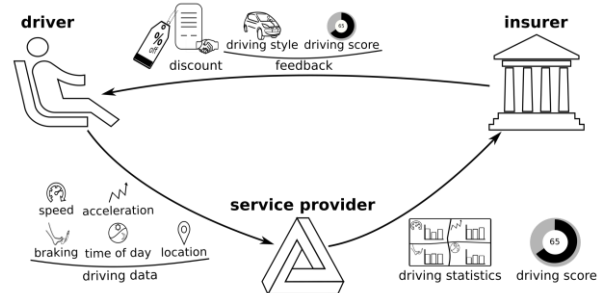 driver
insurer
%
%
65
driving style driving score
discount
feedback
speed acceleration
service provider
braking time of day location
driving data
65
driving statistics driving score